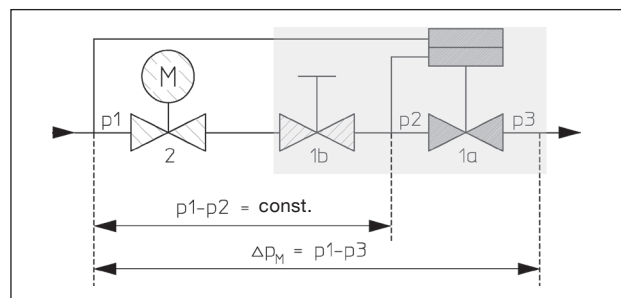 M
p1 p2 p3
2 1b 1a
p1-p2 = const.
Δp_M = p1-p3